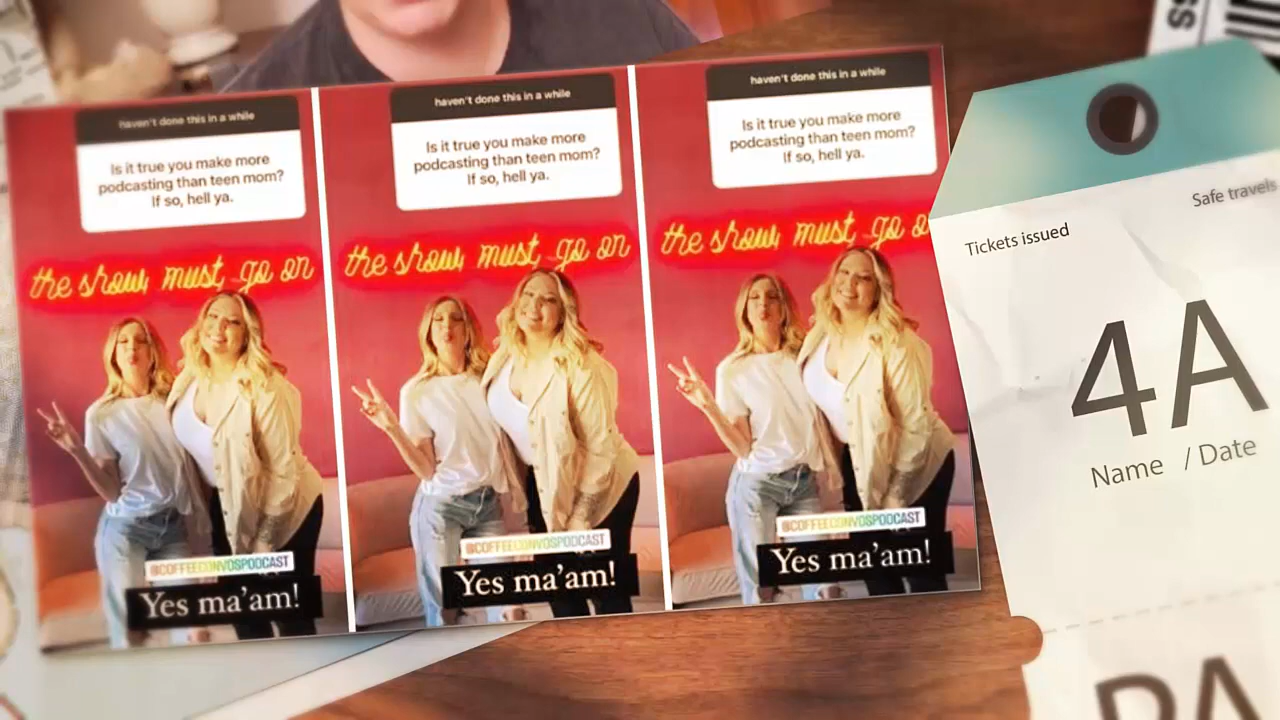 haven't done this in a while
Is it true you make more
podcasting than teen mom?
If so, hell ya.
the show must go on
@COFFEECONVOSPODCAST
Yes ma'am!
haven't done this in a while
Is it true you make more
podcasting than teen mom?
If so, hell ya.
the show must go on
@COFFEECONVOSPODCAST
Yes ma'am!
haven't done this in a while
Is it true you make more
podcasting than teen mom?
If so, hell ya.
the show must go o
@COFFEECONVOSPODCAST
Yes ma'am!
SS
Safe travels
Tickets issued
4A
Name / Date